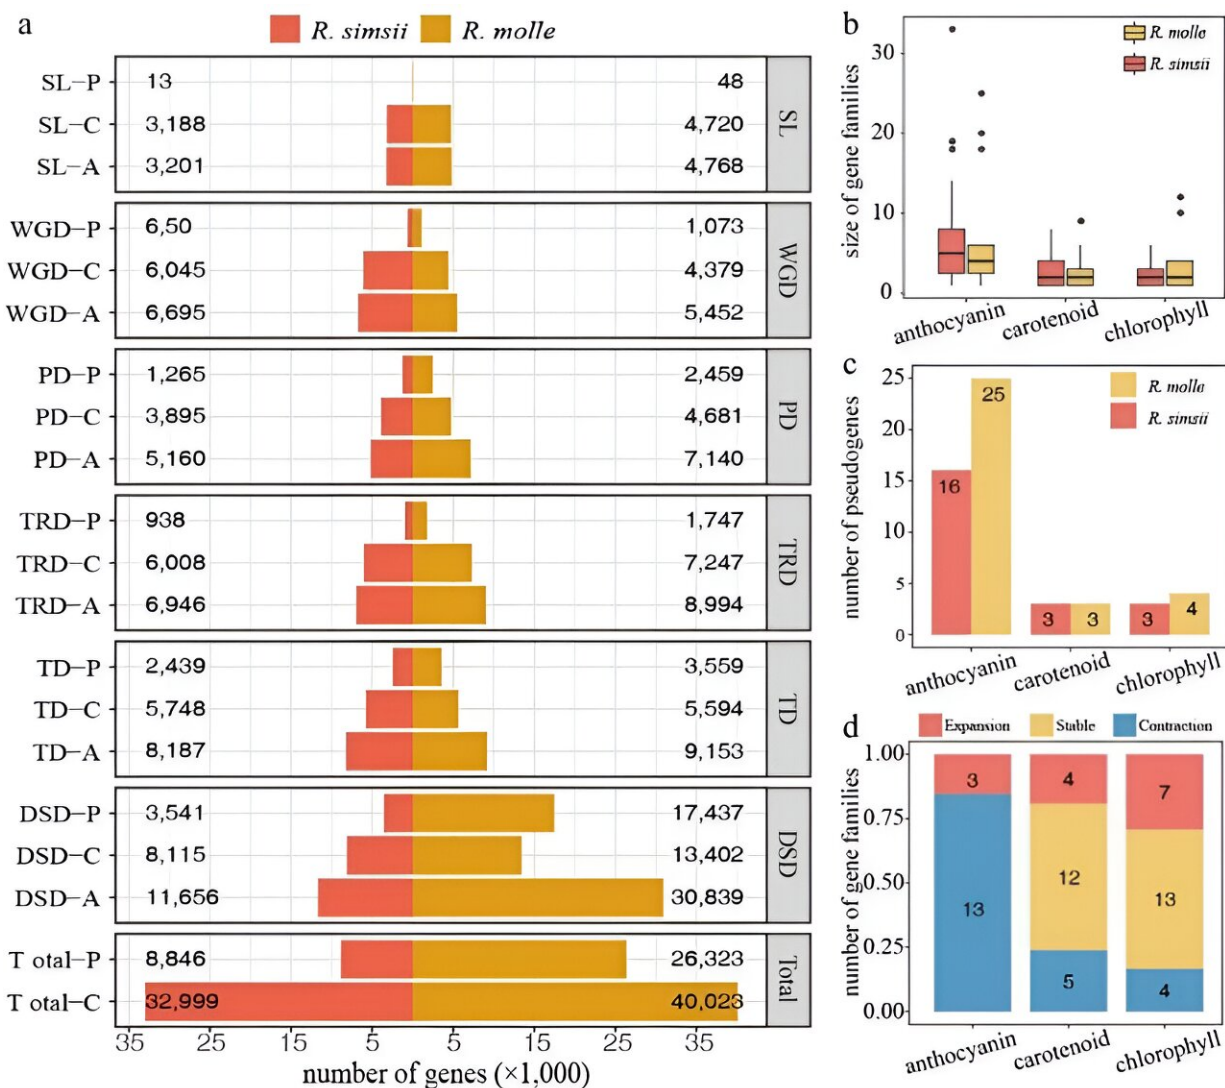 a
R. simsii R. molle
SL-P 13 48
SL-C 3,188 4,720
SL-A 3,201 4,768
SL
WGD-P 6,50 1,073
WGD-C 6,045 4,379
WGD-A 6,695 5,452
WGD
PD-P 1,265 2,459
PD-C 3,895 4,681
PD-A 5,160 7,140
PD
TRD-P 938 1,747
TRD-C 6,008 7,247
TRD-A 6,946 8,994
TRD
TD-P 2,439 3,559
TD-C 5,748 5,594
TD-A 8,187 9,153
TD
DSD-P 3,541 17,437
DSD-C 8,115 13,402
DSD-A 11,656 30,839
DSD
T otal-P 8,846 26,323
T otal-C 32,999 40,023
Total
35 25 15 5 5 15 25 35
number of genes (×1,000)
b
R. molle
R. simsii
size of gene families
30
20
10
0
anthocyanin carotenoid chlorophyll
c
R. molle
R. simsii
number of pseudogenes
25
20
15
10
5
0
16 25 3 3 3 4
anthocyanin carotenoid chlorophyll
d
Expansion Stable Contraction
number of gene families
1.00
0.75
0.50
0.25
0.00
3 4 7
12 13
13 5 4
anthocyanin carotenoid chlorophyll